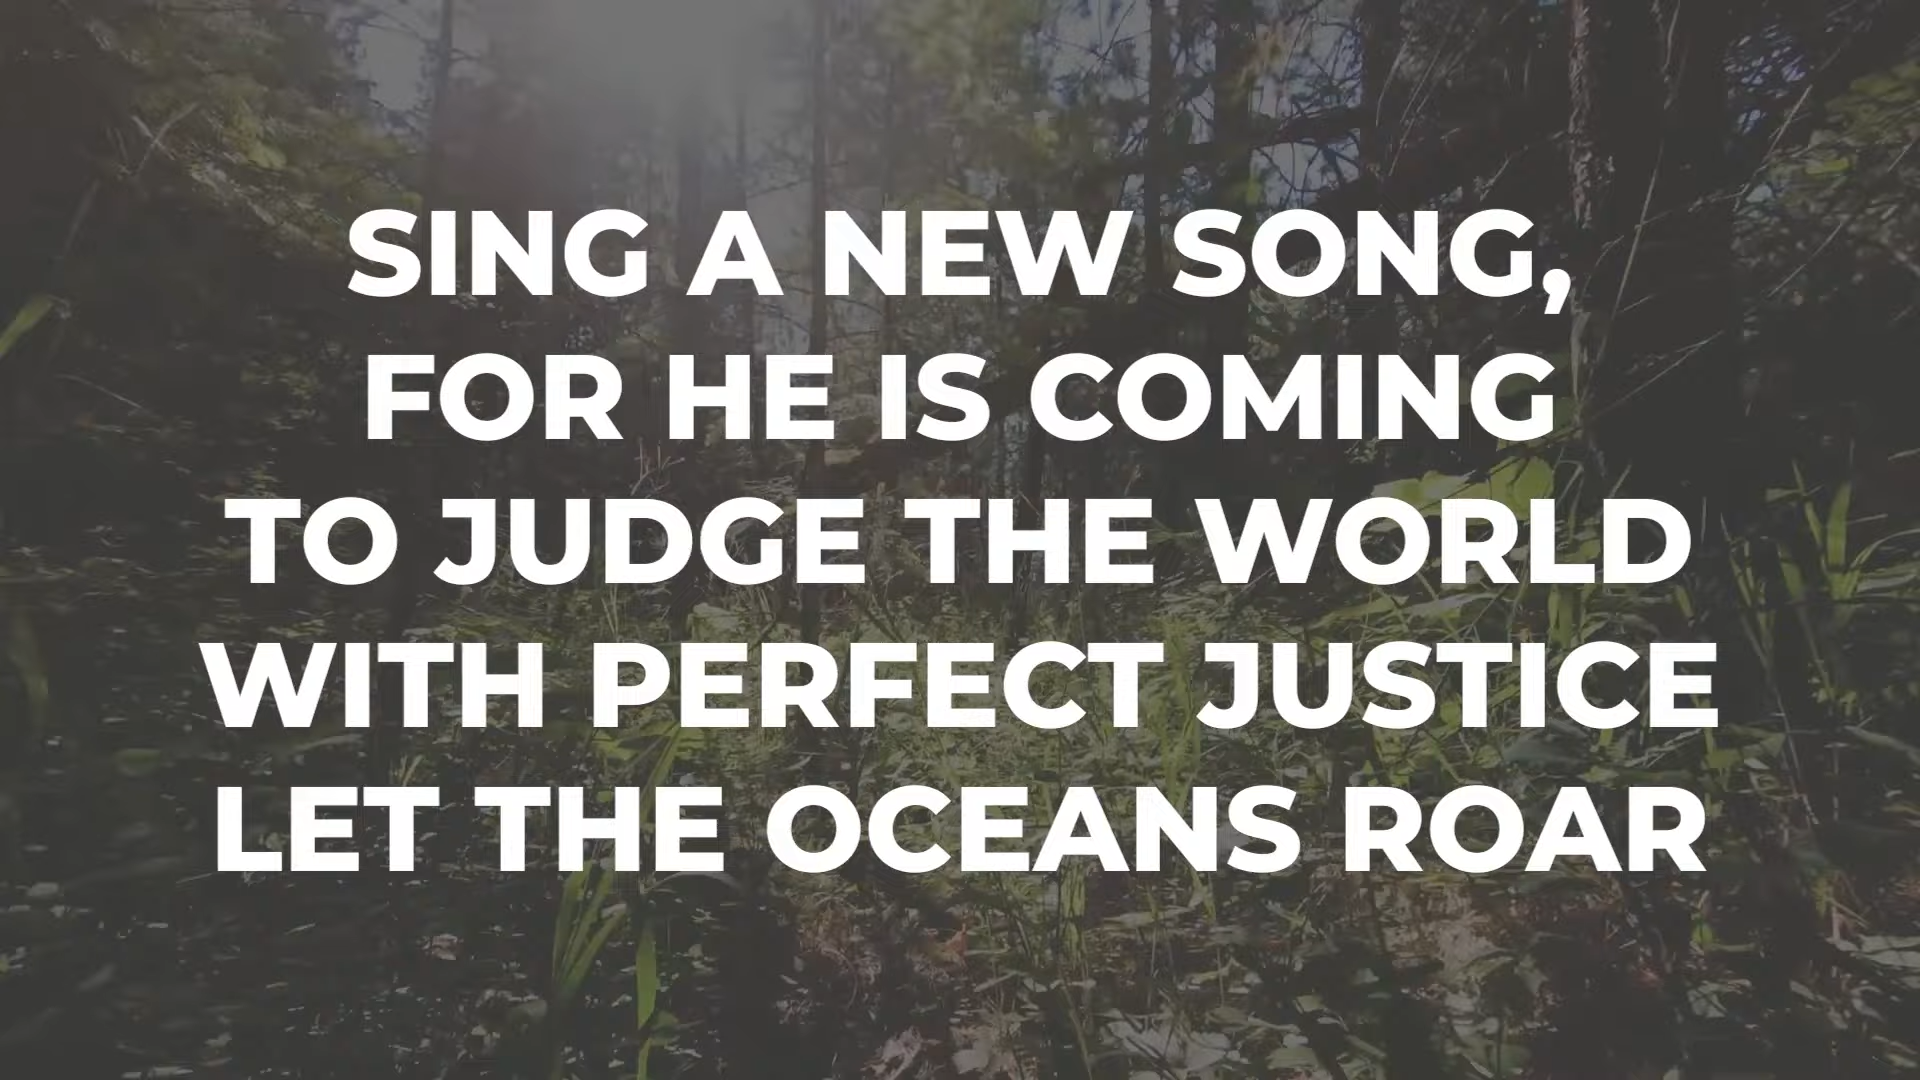 SING A NEW SONG,
FOR HE IS COMING
TO JUDGE THE WORLD
WITH PERFECT JUSTICE
LET THE OCEANS ROAR